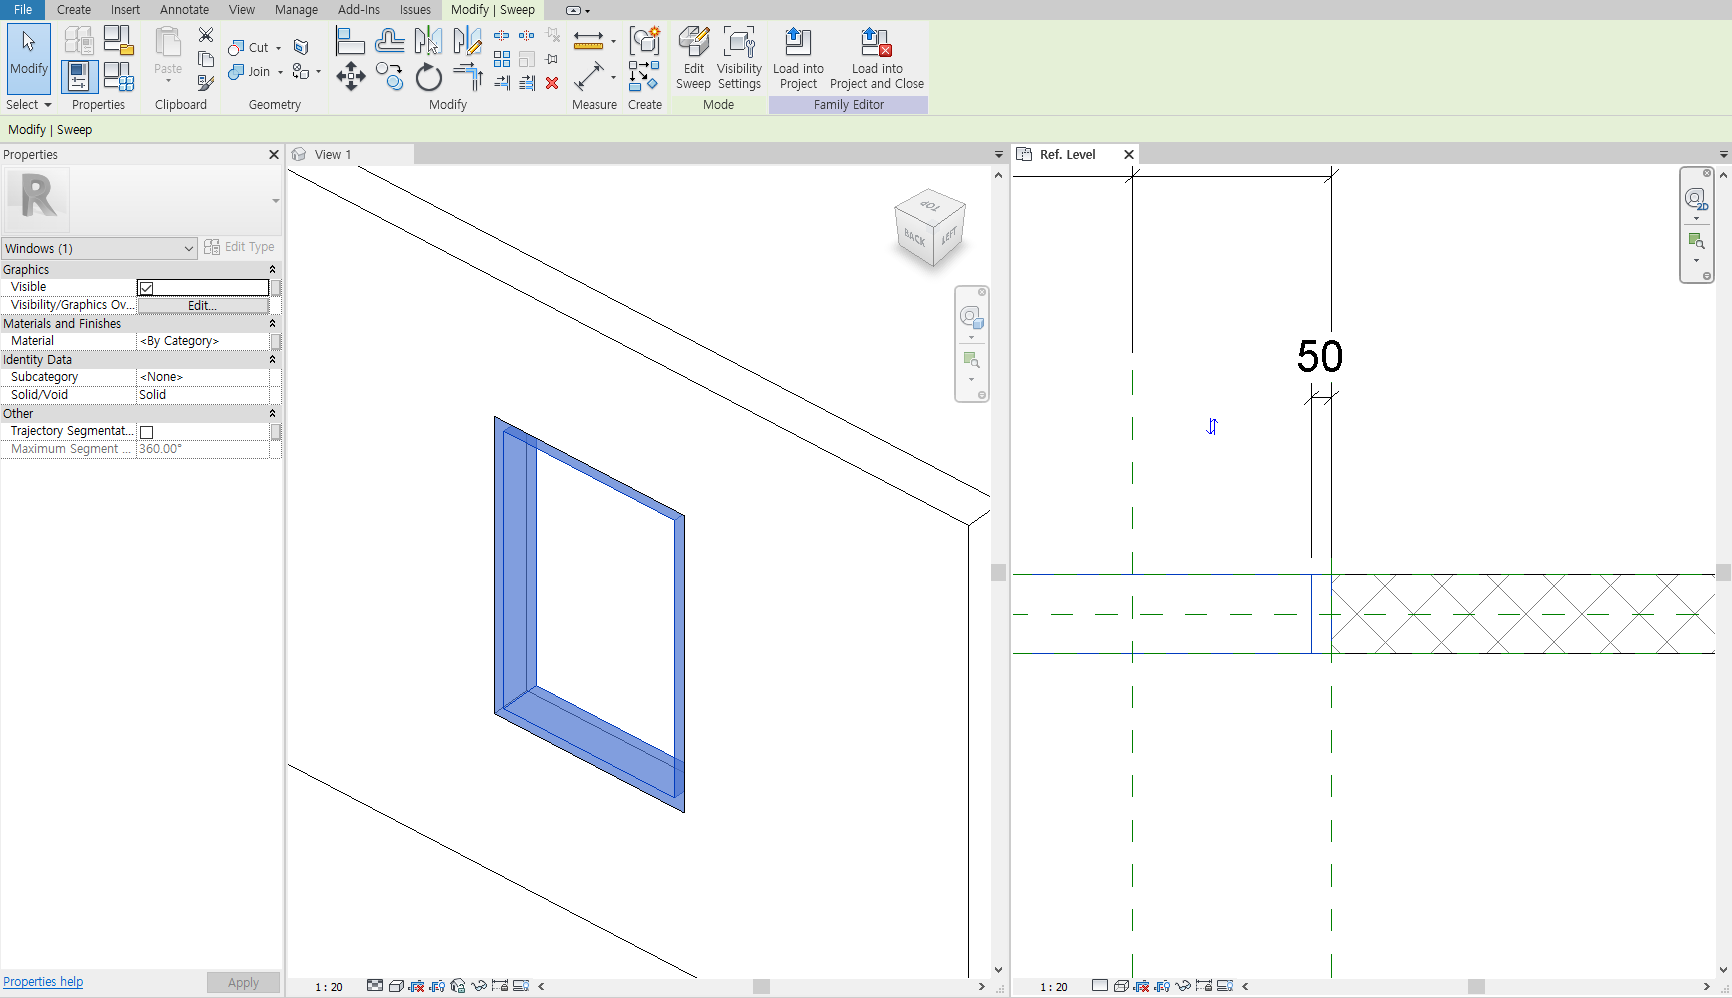 File Create Insert Annotate View Manage Add-Ins Issues Modify | Sweep
Modify
Paste
Cut
Join
Edit Sweep
Visibility Settings
Load into Project
Load into Project and Close
Select Properties Clipboard Geometry Modify Measure Create Mode Family Editor
Modify | Sweep
Properties
View 1
Ref. Level
R
Windows (1)
Edit Type
Graphics
Visible
Visibility/Graphics Ov... Edit...
Materials and Finishes
Material <By Category>
Identity Data
Subcategory <None>
Solid/Void Solid
Other
Trajectory Segmentat...
Maximum Segment ... 360.00°
Properties help
Apply
TOP
BACK
LEFT
1 : 20
50
2D
1 : 20